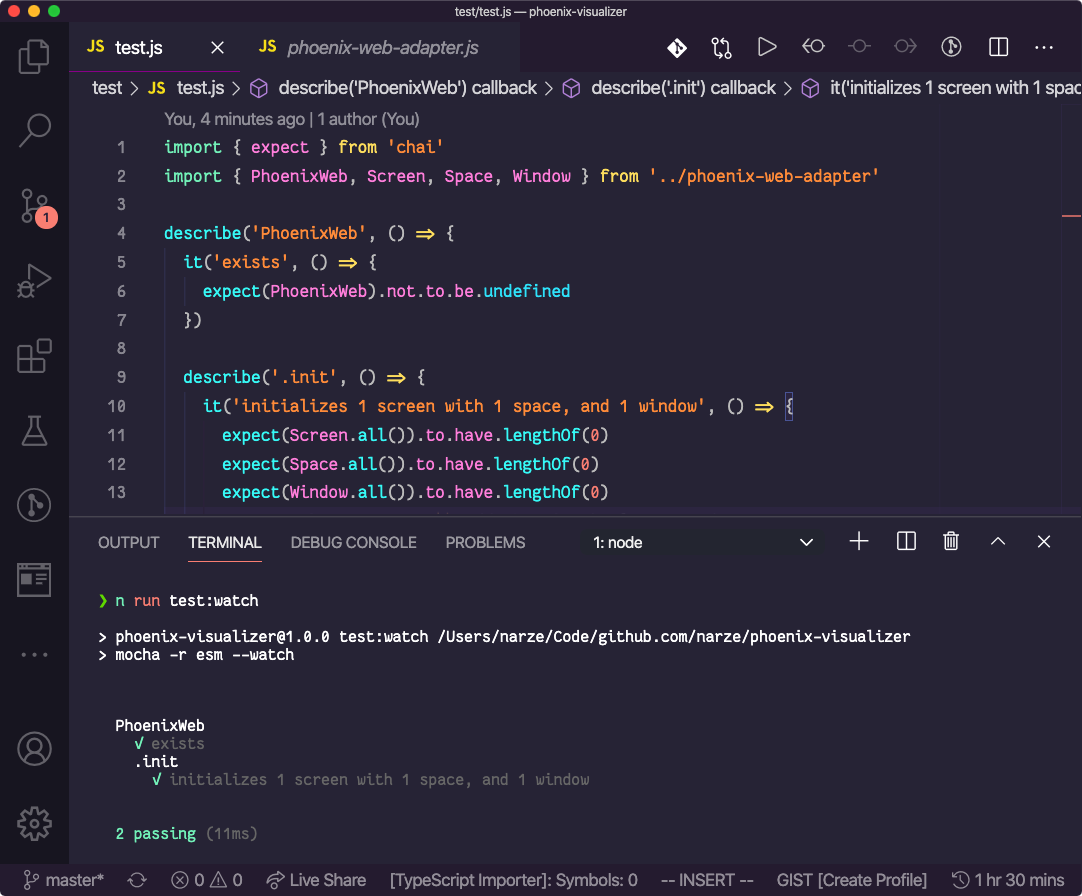 test/test.js — phoenix-visualizer
JS test.js JS phoenix-web-adapter.js
test > JS test.js > describe('PhoenixWeb') callback > describe('.init') callback > it('initializes 1 screen with 1 spac
You, 4 minutes ago | 1 author (You)
1 import { expect } from 'chai'
2 import { PhoenixWeb, Screen, Space, Window } from '../phoenix-web-adapter'
3
4 describe('PhoenixWeb', () => {
5 it('exists', () => {
6 expect(PhoenixWeb).not.to.be.undefined
7 })
8
9 describe('.init', () => {
10 it('initializes 1 screen with 1 space, and 1 window', () => {
11 expect(Screen.all()).to.have.lengthOf(0)
12 expect(Space.all()).to.have.lengthOf(0)
13 expect(Window.all()).to.have.lengthOf(0)
1
OUTPUT TERMINAL DEBUG CONSOLE PROBLEMS 1: node
❯ n run test:watch
> phoenix-visualizer@1.0.0 test:watch /Users/narze/Code/github.com/narze/phoenix-visualizer
> mocha -r esm --watch
PhoenixWeb
√ exists
.init
√ initializes 1 screen with 1 space, and 1 window
2 passing (11ms)
master* 0 0 Live Share [TypeScript Importer]: Symbols: 0 -- INSERT -- GIST [Create Profile] 1 hr 30 mins